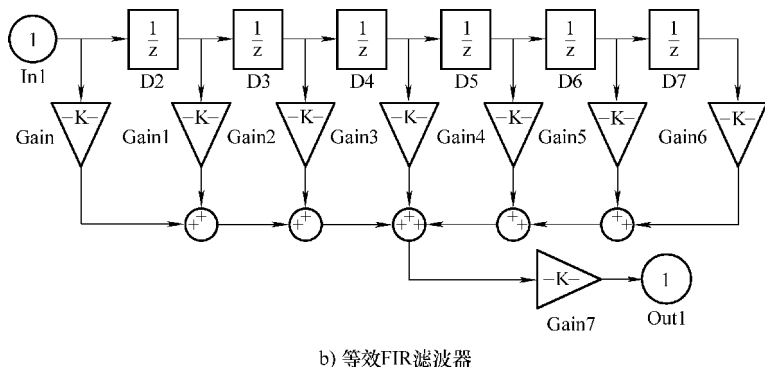 1
In1
1
z
D2
1
z
D3
1
z
D4
1
z
D5
1
z
D6
1
z
D7
-K-
Gain
-K-
Gain1
-K-
Gain2
-K-
Gain3
-K-
Gain4
-K-
Gain5
-K-
Gain6
++
++
+++
++
++
-K-
Gain7
1
Out1
b) 等效FIR滤波器